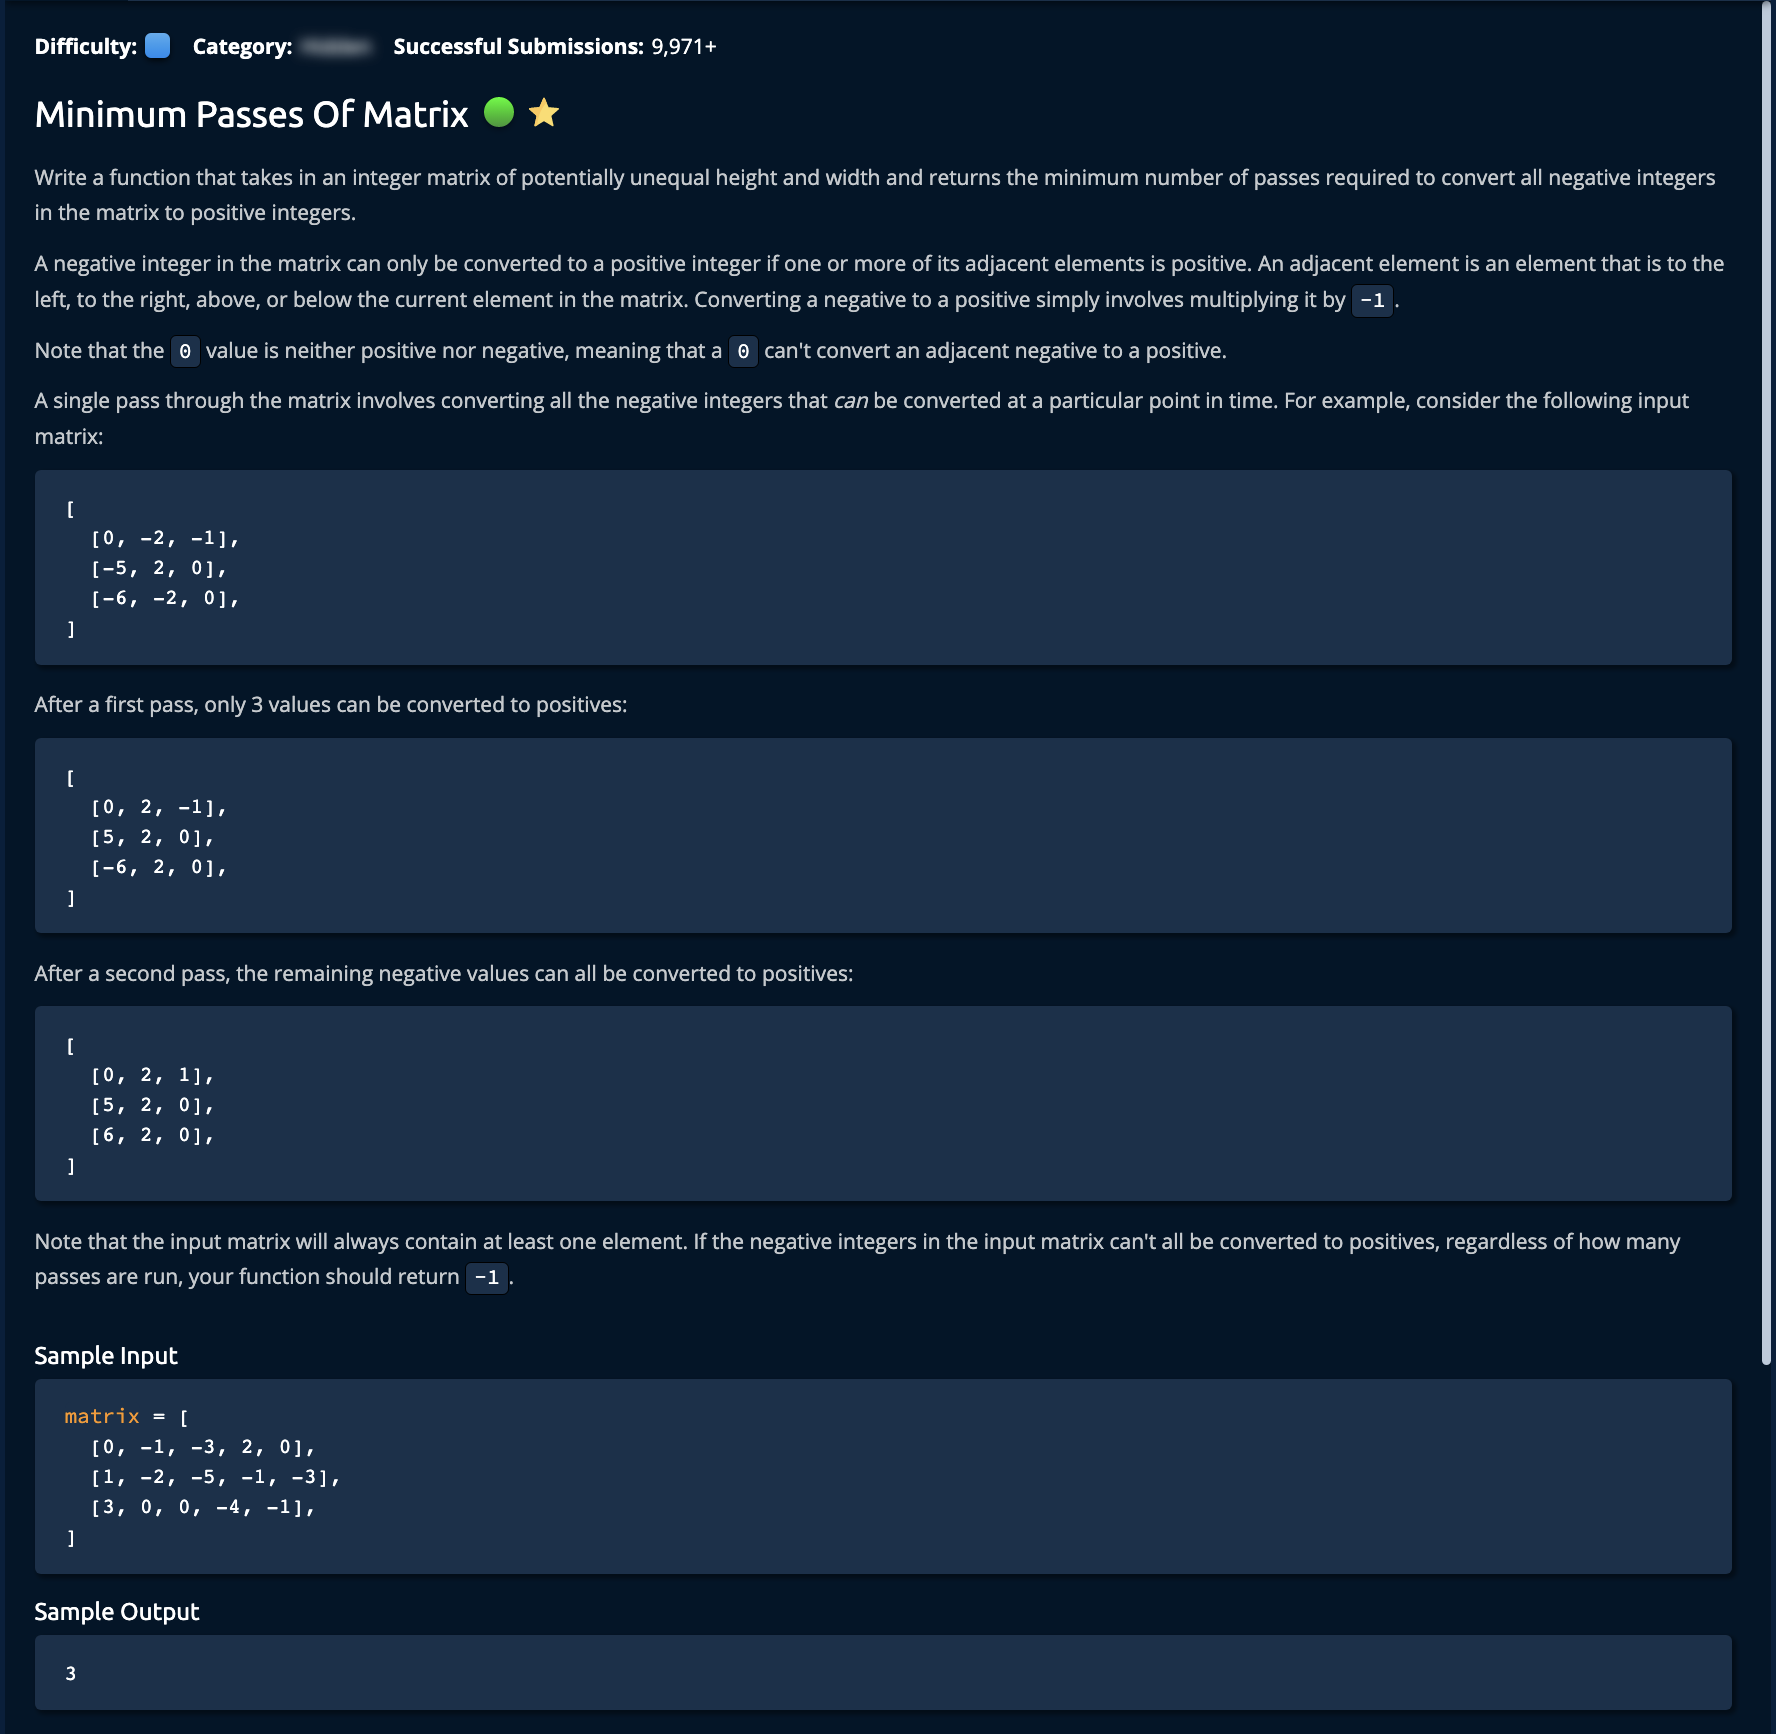 Difficulty: Category: Successful Submissions: 9,971+
Minimum Passes Of Matrix
Write a function that takes in an integer matrix of potentially unequal height and width and returns the minimum number of passes required to convert all negative integers
in the matrix to positive integers.
A negative integer in the matrix can only be converted to a positive integer if one or more of its adjacent elements is positive. An adjacent element is an element that is to the
left, to the right, above, or below the current element in the matrix. Converting a negative to a positive simply involves multiplying it by -1 .
Note that the 0 value is neither positive nor negative, meaning that a 0 can't convert an adjacent negative to a positive.
A single pass through the matrix involves converting all the negative integers that can be converted at a particular point in time. For example, consider the following input
matrix:
[
[0, -2, -1],
[-5, 2, 0],
[-6, -2, 0],
]
After a first pass, only 3 values can be converted to positives:
[
[0, 2, -1],
[5, 2, 0],
[-6, 2, 0],
]
After a second pass, the remaining negative values can all be converted to positives:
[
[0, 2, 1],
[5, 2, 0],
[6, 2, 0],
]
Note that the input matrix will always contain at least one element. If the negative integers in the input matrix can't all be converted to positives, regardless of how many
passes are run, your function should return -1 .
Sample Input
matrix = [
[0, -1, -3, 2, 0],
[1, -2, -5, -1, -3],
[3, 0, 0, -4, -1],
]
Sample Output
3